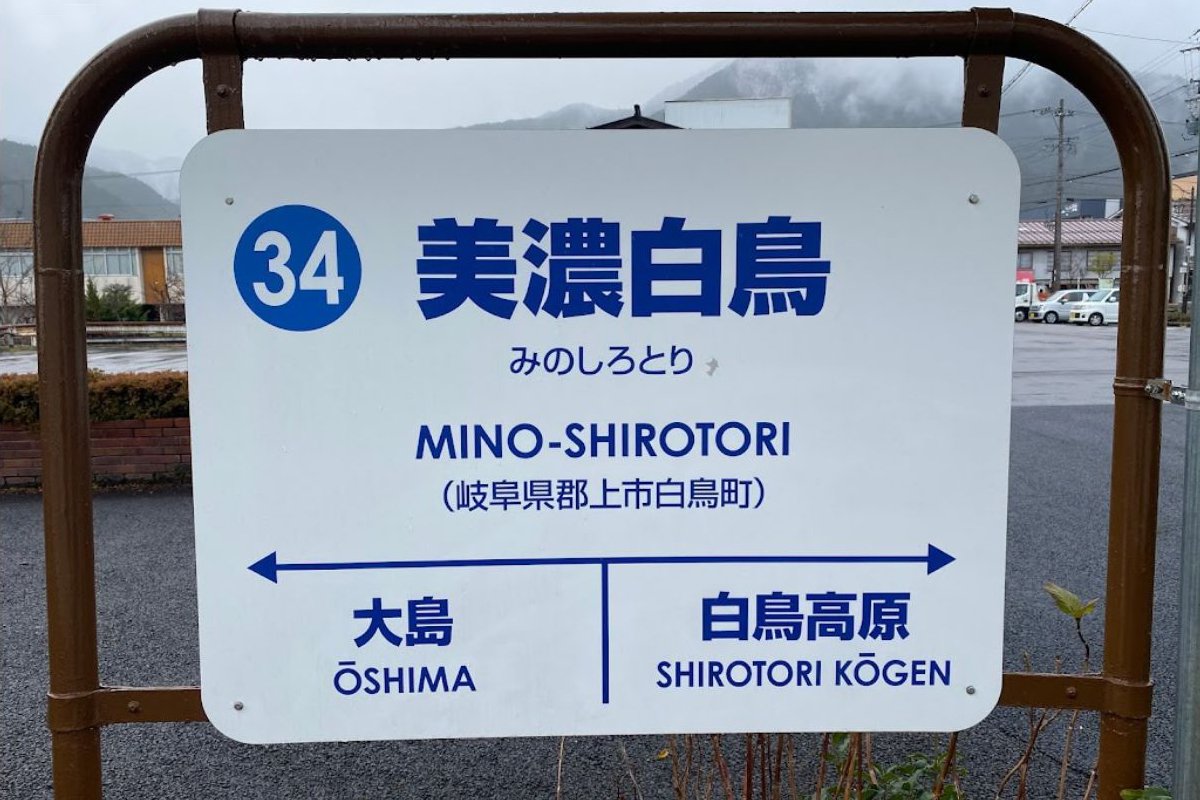 34 美濃白鳥
みのしろとり
MINO-SHIROTORI
（岐阜県郡上市白鳥町）
大島 白鳥高原
ŌSHIMA SHIROTORI KŌGEN